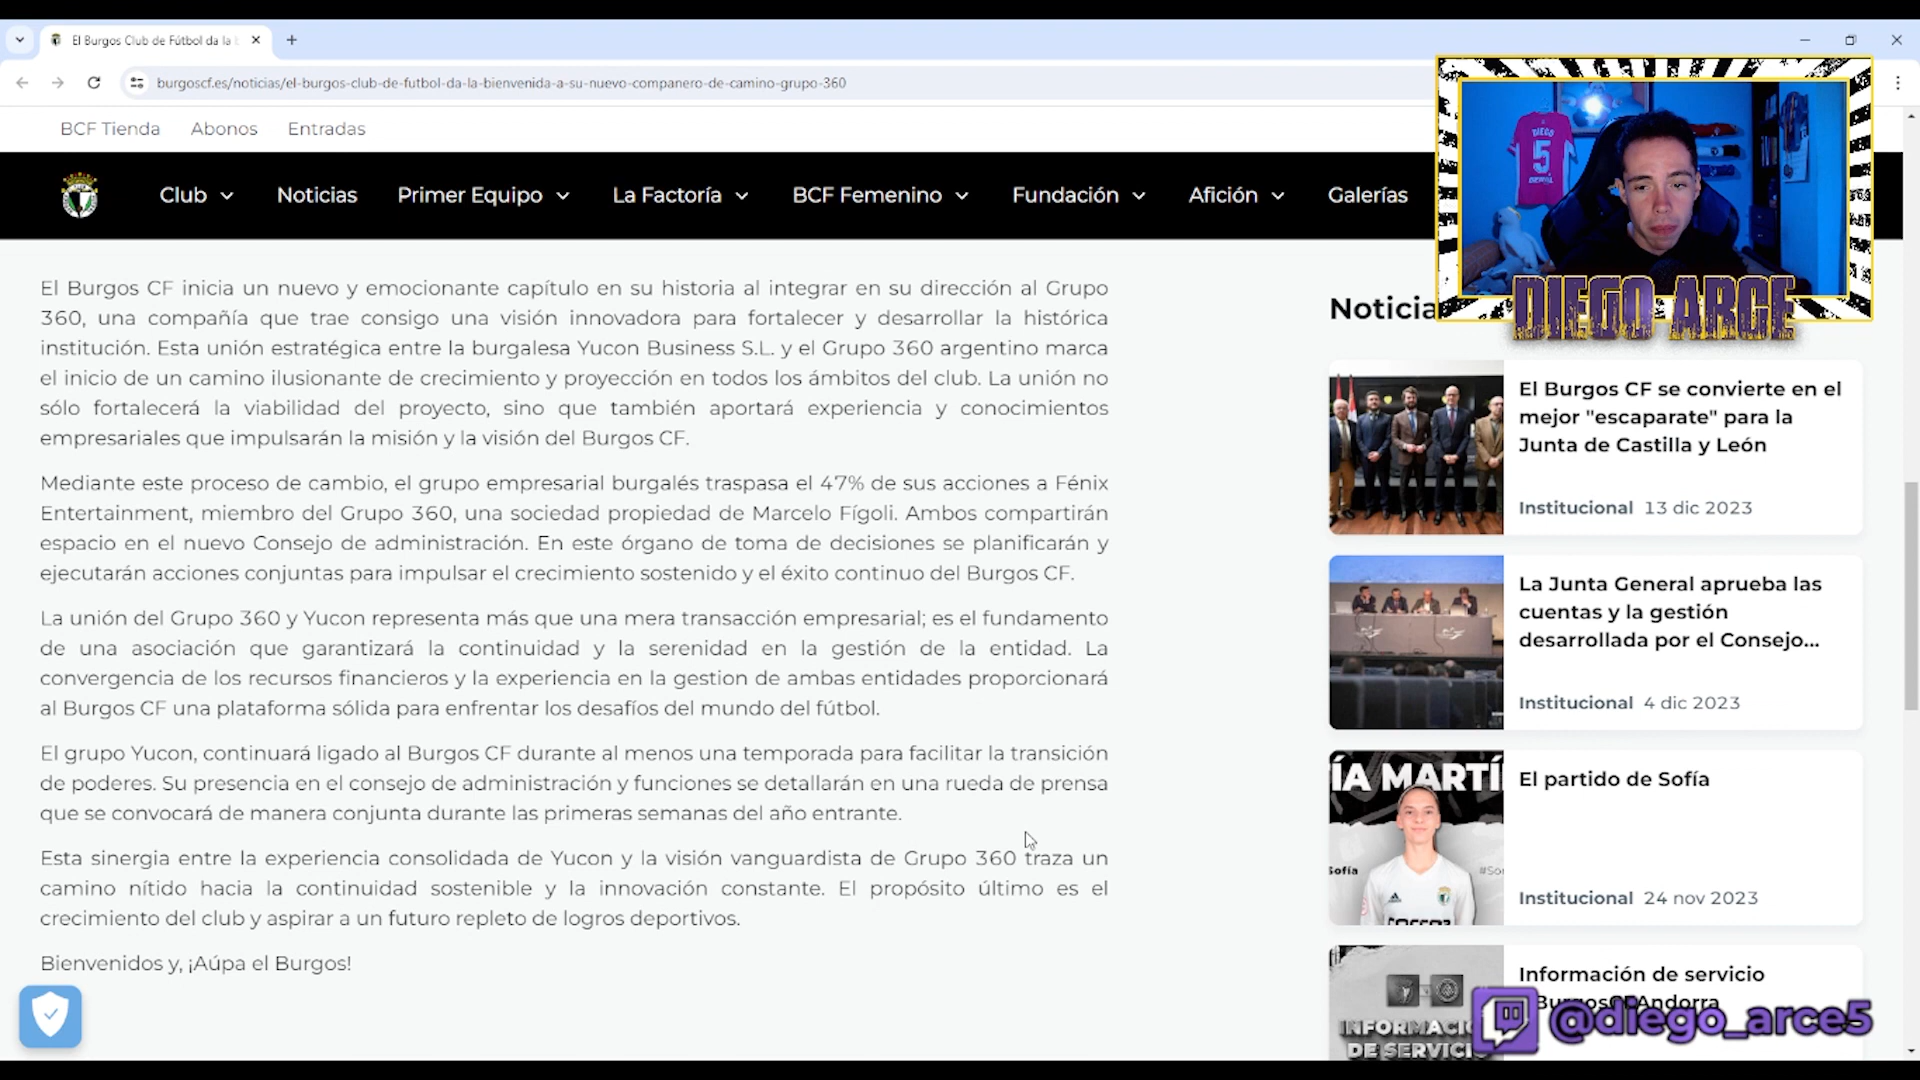 El Burgos Club de Fútbol da la b
burgoscf.es/noticias/el-burgos-club-de-futbol-da-la-bienvenida-a-su-nuevo-companero-de-camino-grupo-360
BCF Tienda Abonos Entradas
Club Noticias Primer Equipo La Factoría BCF Femenino Fundación Afición Galerías
DIEGO
5
DIEGO ARCE
El Burgos CF inicia un nuevo y emocionante capítulo en su historia al integrar en su dirección al Grupo
360, una compañía que trae consigo una visión innovadora para fortalecer y desarrollar la histórica
institución. Esta unión estratégica entre la burgalesa Yucon Business S.L. y el Grupo 360 argentino marca
el inicio de un camino ilusionante de crecimiento y proyección en todos los ámbitos del club. La unión no
sólo fortalecerá la viabilidad del proyecto, sino que también aportará experiencia y conocimientos
empresariales que impulsarán la misión y la visión del Burgos CF.
Mediante este proceso de cambio, el grupo empresarial burgalés traspasa el 47% de sus acciones a Fénix
Entertainment, miembro del Grupo 360, una sociedad propiedad de Marcelo Fígoli. Ambos compartirán
espacio en el nuevo Consejo de administración. En este órgano de toma de decisiones se planificarán y
ejecutarán acciones conjuntas para impulsar el crecimiento sostenido y el éxito continuo del Burgos CF.
La unión del Grupo 360 y Yucon representa más que una mera transacción empresarial; es el fundamento
de una asociación que garantizará la continuidad y la serenidad en la gestión de la entidad. La
convergencia de los recursos financieros y la experiencia en la gestion de ambas entidades proporcionará
al Burgos CF una plataforma sólida para enfrentar los desafíos del mundo del fútbol.
El grupo Yucon, continuará ligado al Burgos CF durante al menos una temporada para facilitar la transición
de poderes. Su presencia en el consejo de administración y funciones se detallarán en una rueda de prensa
que se convocará de manera conjunta durante las primeras semanas del año entrante.
Esta sinergia entre la experiencia consolidada de Yucon y la visión vanguardista de Grupo 360 traza un
camino nítido hacia la continuidad sostenible y la innovación constante. El propósito último es el
crecimiento del club y aspirar a un futuro repleto de logros deportivos.
Bienvenidos y, ¡Aúpa el Burgos!
Noticia
El Burgos CF se convierte en el
mejor "escaparate" para la
Junta de Castilla y León
Institucional 13 dic 2023
La Junta General aprueba las
cuentas y la gestión
desarrollada por el Consejo...
Institucional 4 dic 2023
ÍA MARTÍ
Sofía
#So
El partido de Sofía
Institucional 24 nov 2023
INFORMACI
DE SERVICI
Información de servicio
Andorra
@diego_arce5